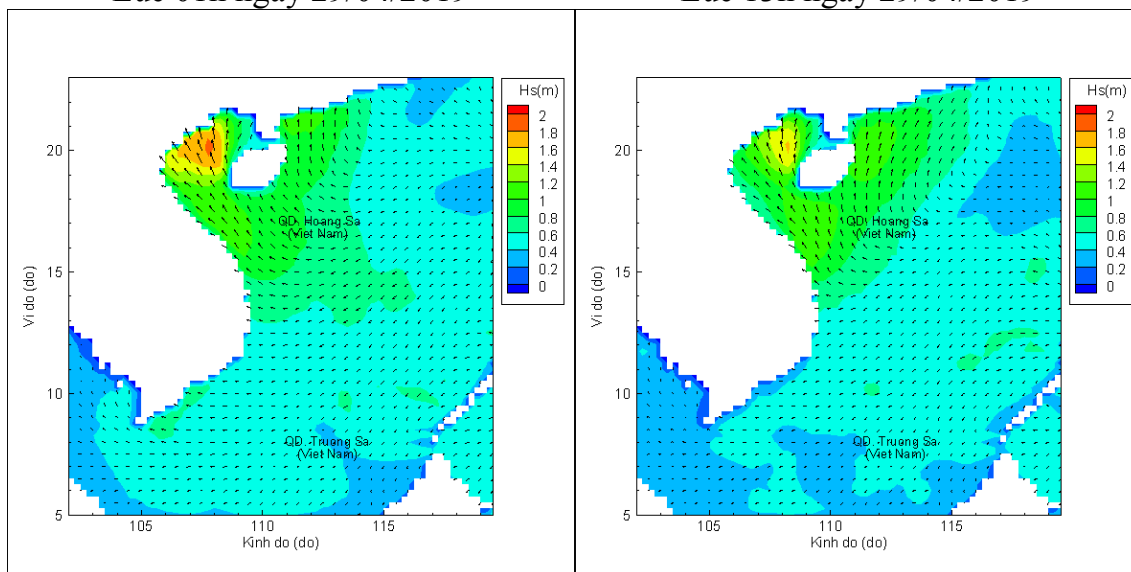 Hs(m)
2
1.8
1.6
1.4
1.2
1
0.8
0.6
0.4
0.2
0
20
15
10
5
Vi do (do)
QD. Hoang Sa
(Viet Nam)
QD. Truong Sa
(Viet Nam)
105
110
115
Kinh do (do)
Hs(m)
2
1.8
1.6
1.4
1.2
1
0.8
0.6
0.4
0.2
0
20
15
10
5
Vi do (do)
QD. Hoang Sa
(Viet Nam)
QD. Truong Sa
(Viet Nam)
105
110
115
Kinh do (do)